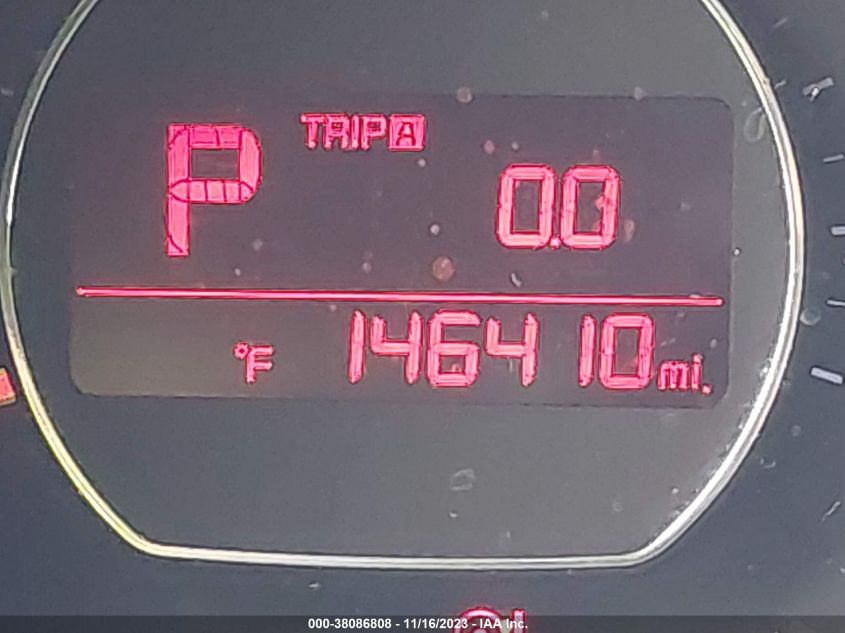 P TRIP A
0.0
°F 146410 mi.
000-38086808 - 11/16/2023 - IAA Inc.